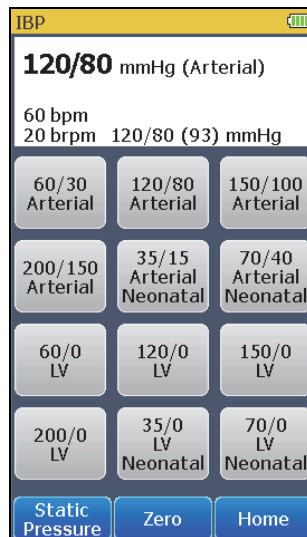 IBP
120/80 mmHg (Arterial)
60 bpm
20 brpm 120/80 (93) mmHg
60/30
Arterial
120/80
Arterial
150/100
Arterial
200/150
Arterial
35/15
Arterial
Neonatal
70/40
Arterial
Neonatal
60/0
LV
120/0
LV
150/0
LV
200/0
LV
35/0
LV
Neonatal
70/0
LV
Neonatal
Static
Pressure
Zero
Home